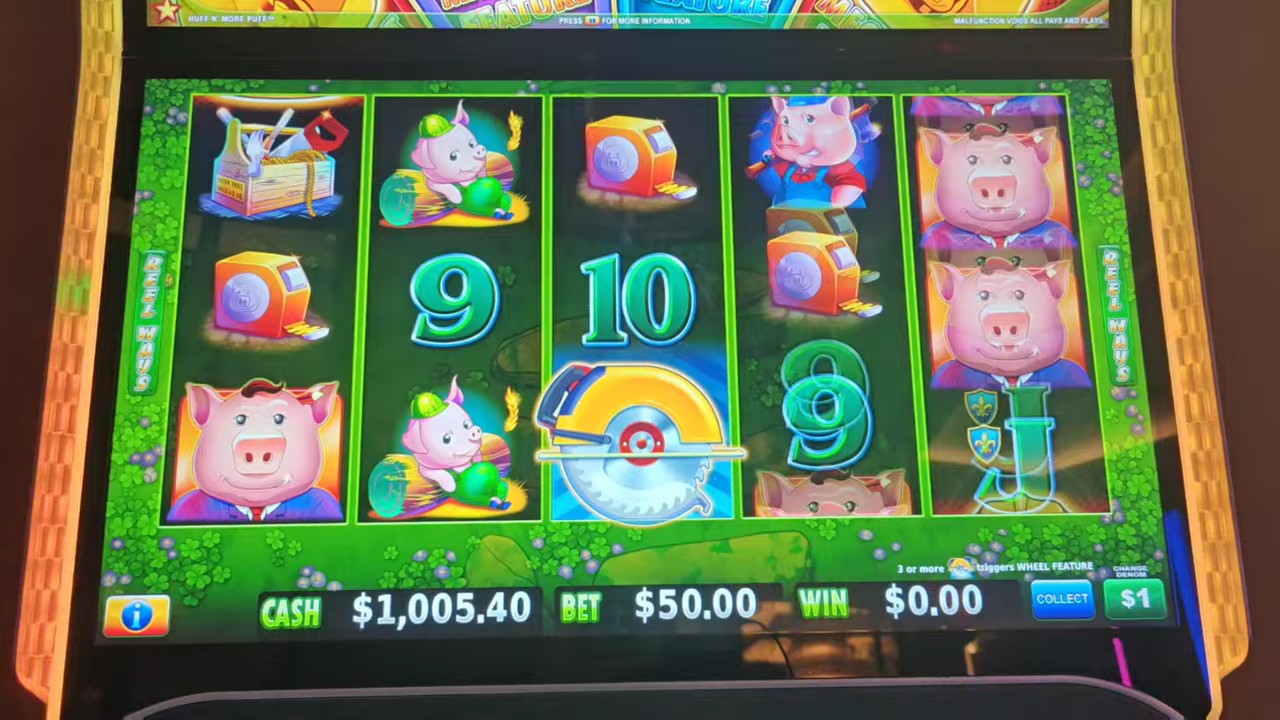 HUFF N' MORE PUFF™
FEATURE
FEATURE
PRESS i FOR MORE INFORMATION
MALFUNCTION VOIDS ALL PAYS AND PLAYS.
REEL WAYS
9
10
9
J
REEL WAYS
3 or more triggers WHEEL FEATURE
CHANGE DENOM
i
CASH $1,005.40 BET $50.00 WIN $0.00
COLLECT
$1